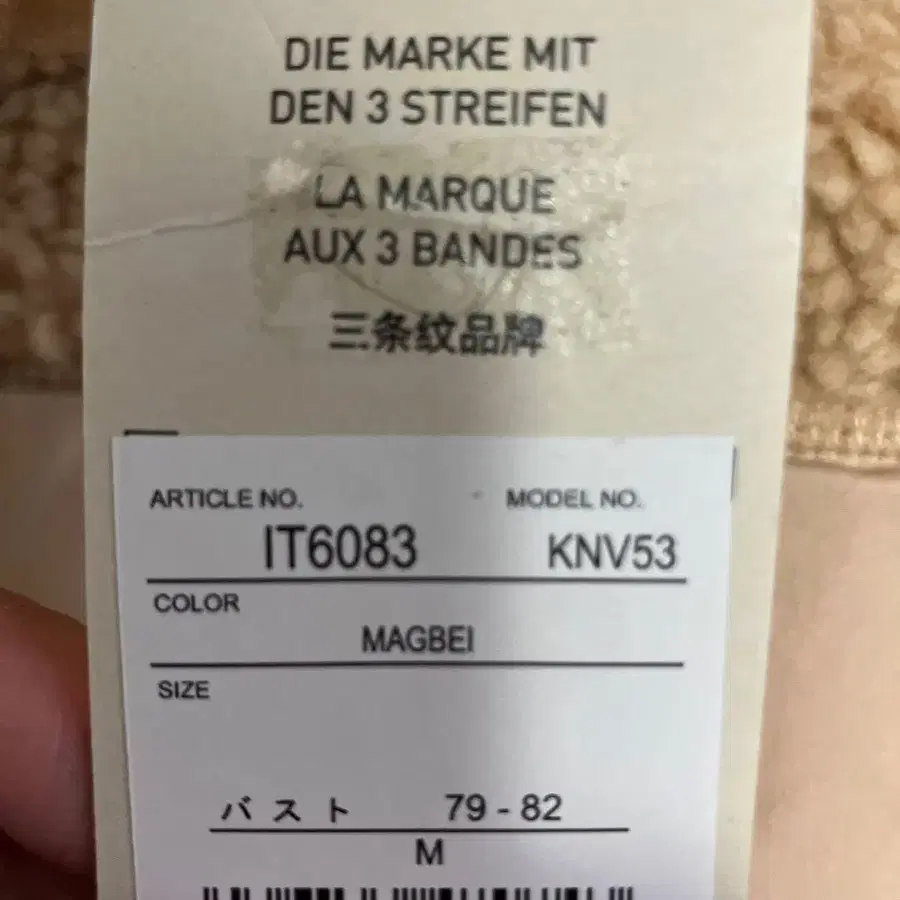 DIE MARKE MIT
DEN 3 STREIFEN
LA MARQUE
AUX 3 BANDES
三条纹品牌
ARTICLE NO. MODEL NO.
IT6083 KNV53
COLOR
MAGBEI
SIZE
バスト 79 - 82
M